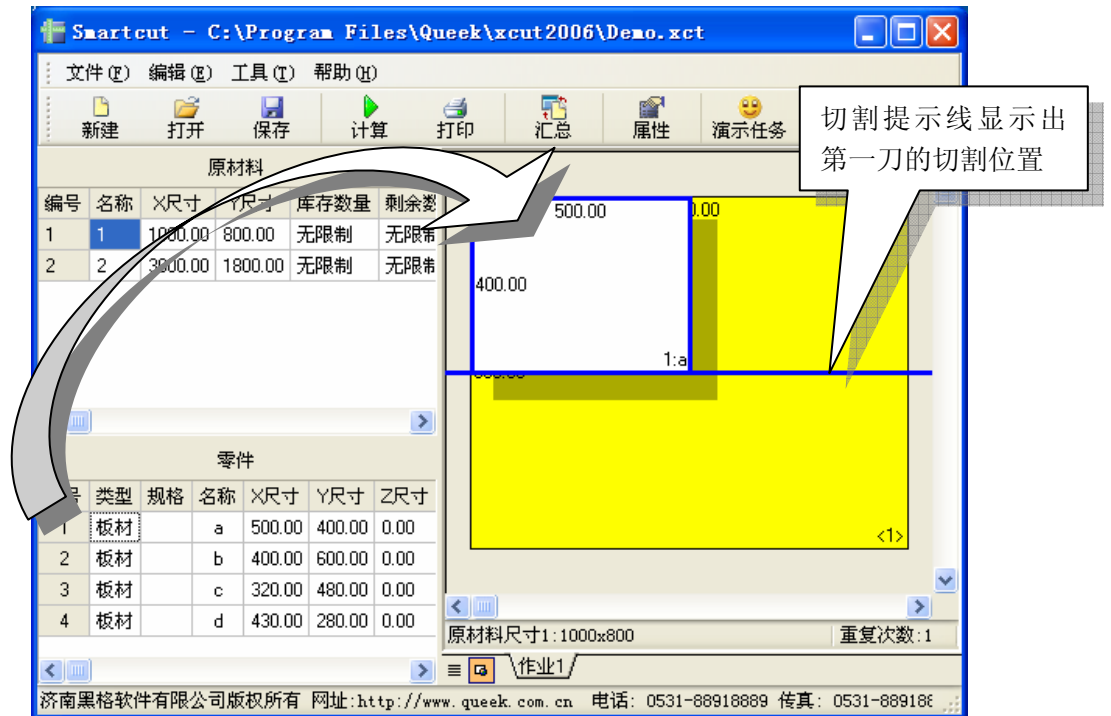 Smartcut - C:\Program Files\Queek\xcut2006\Demo.xct
文件(F) 编辑(E) 工具(T) 帮助(H)
新建 打开 保存 计算 打印 汇总 属性 演示任务
切割提示线显示出
第一刀的切割位置
原材料
编号 名称 X尺寸 Y尺寸 库存数量 剩余数
1 1 1000.00 800.00 无限制 无限制
2 2 3000.00 1800.00 无限制 无限制
零件
号 类型 规格 名称 X尺寸 Y尺寸 Z尺寸
1 板材 a 500.00 400.00 0.00
2 板材 b 400.00 600.00 0.00
3 板材 c 320.00 480.00 0.00
4 板材 d 430.00 280.00 0.00
500.00
0.00
400.00
1:a
<1>
原材料尺寸1:1000x800 重复次数:1
作业1
济南黑格软件有限公司版权所有 网址:http://www.queek.com.cn 电话: 0531-88918889 传真: 0531-889188